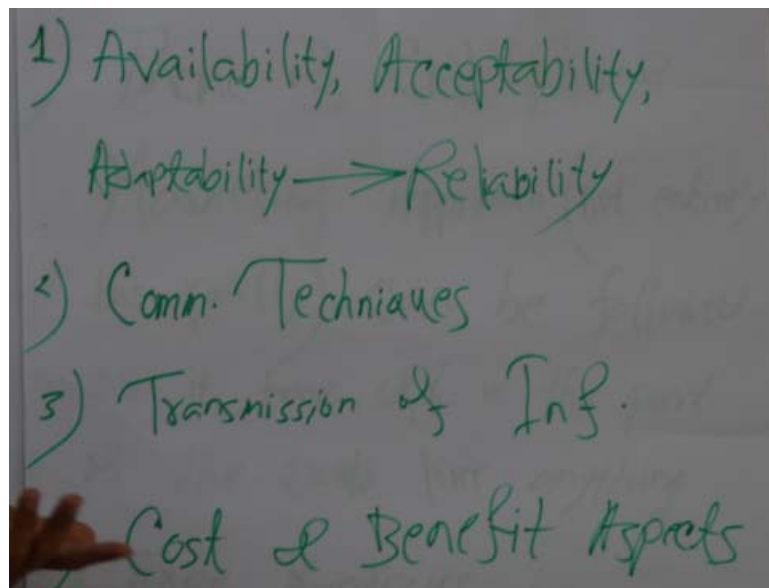 1) Availability, Acceptability,
Adaptability → Reliability
2) Comm. Techniques
3) Transmission of Inf.
Cost & Benefit Aspects